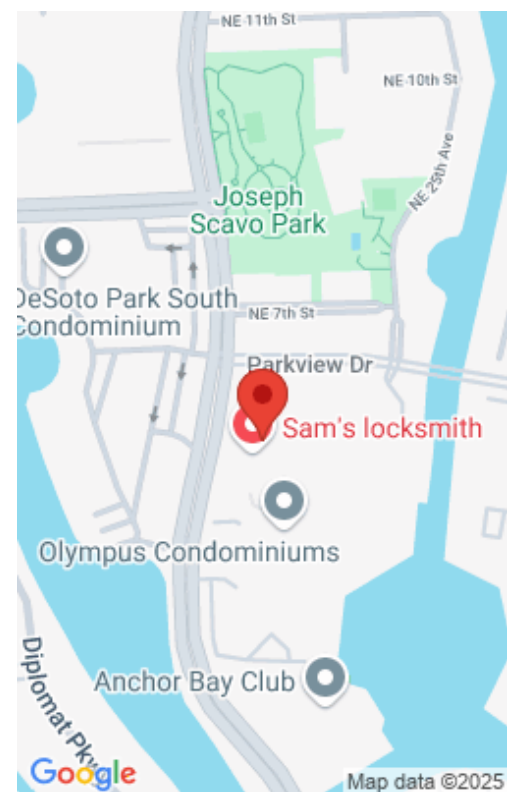 NE 11th St
NE 10th St
NE 25th Ave
Joseph
Scavo Park
DeSoto Park South
Condominium
NE 7th St
Parkview Dr
Sam's locksmith
Olympus Condominiums
Diplomat Pkwy
Anchor Bay Club
Google
Map data ©2025